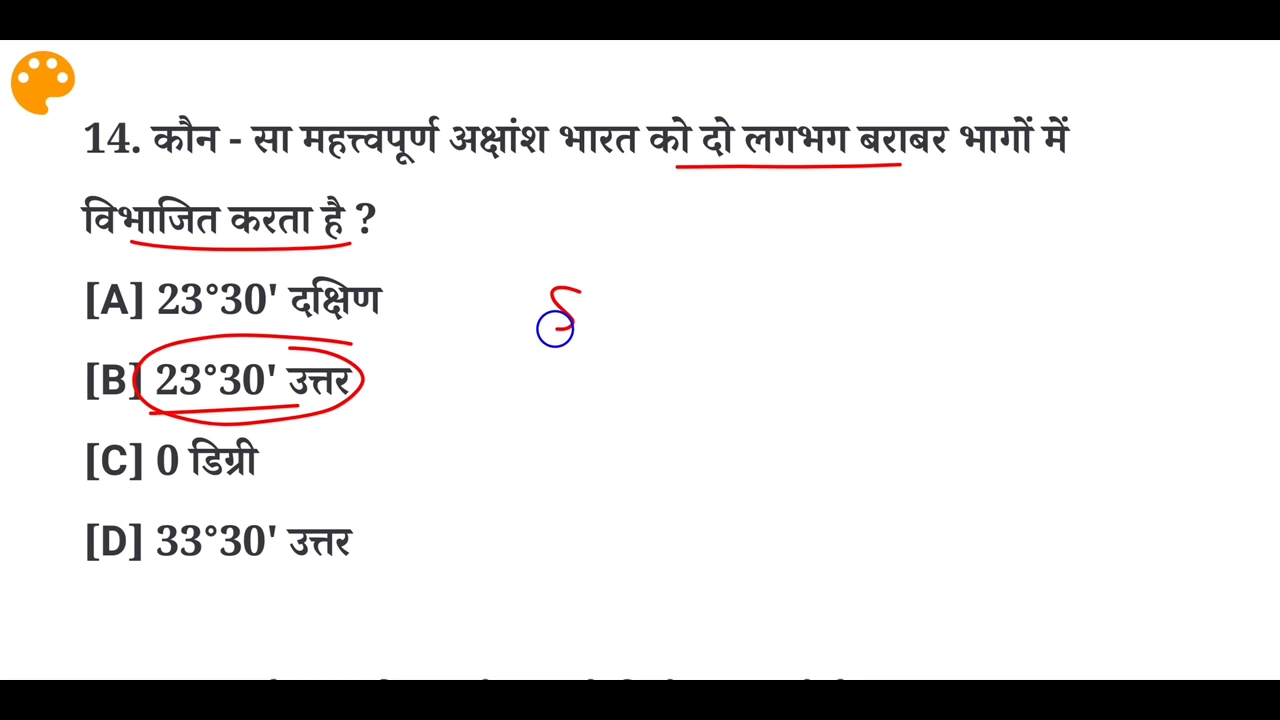 14. कौन - सा महत्त्वपूर्ण अक्षांश भारत को दो लगभग बराबर भागों में
विभाजित करता है ?
[A] 23°30' दक्षिण
[B] 23°30' उत्तर
[C] 0 डिग्री
[D] 33°30' उत्तर